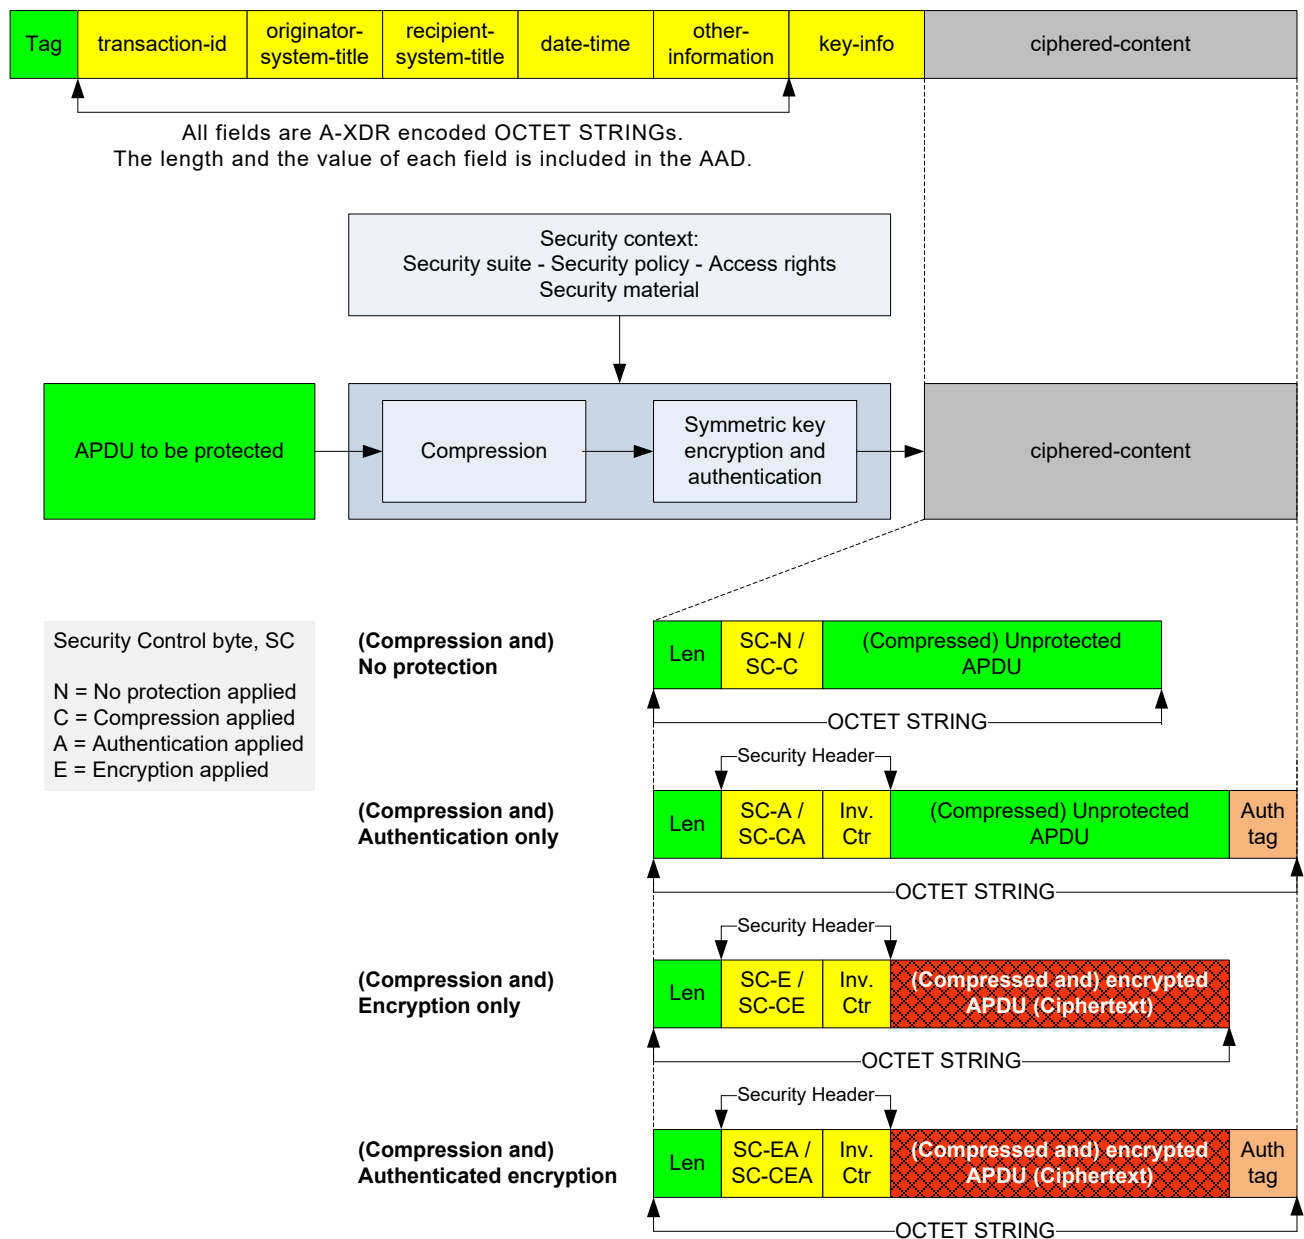 Tag
transaction-id
originator-
system-title
recipient-
system-title
date-time
other-
information
key-info
ciphered-content
All fields are A-XDR encoded OCTET STRINGs.
The length and the value of each field is included in the AAD.
Security context:
Security suite - Security policy - Access rights
Security material
APDU to be protected
Compression
Symmetric key
encryption and
authentication
ciphered-content
Security Control byte, SC
N = No protection applied
C = Compression applied
A = Authentication applied
E = Encryption applied
(Compression and)
No protection
Len
SC-N /
SC-C
(Compressed) Unprotected
APDU
OCTET STRING
Security Header
(Compression and)
Authentication only
Len
SC-A /
SC-CA
Inv.
Ctr
(Compressed) Unprotected
APDU
Auth
tag
OCTET STRING
Security Header
(Compression and)
Encryption only
Len
SC-E /
SC-CE
Inv.
Ctr
(Compressed and) encrypted
APDU (Ciphertext)
OCTET STRING
Security Header
(Compression and)
Authenticated encryption
Len
SC-EA /
SC-CEA
Inv.
Ctr
(Compressed and) encrypted
APDU (Ciphertext)
Auth
tag
OCTET STRING